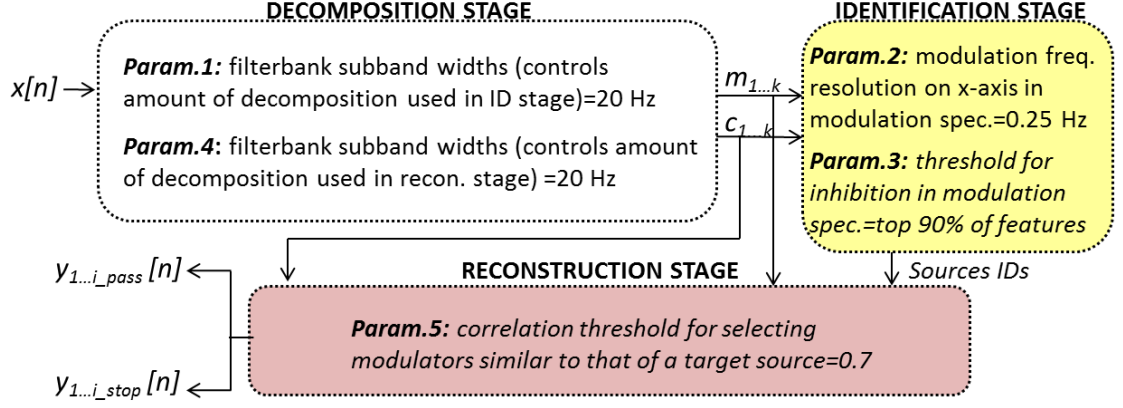 DECOMPOSITION STAGE
x[n]
Param.1: filterbank subband widths (controls
amount of decomposition used in ID stage)=20 Hz
Param.4: filterbank subband widths (controls amount
of decomposition used in recon. stage) =20 Hz
m1...k
c1...k
IDENTIFICATION STAGE
Param.2: modulation freq.
resolution on x-axis in
modulation spec.=0.25 Hz
Param.3: threshold for
inhibition in modulation
spec.=top 90% of features
Sources IDs
RECONSTRUCTION STAGE
Param.5: correlation threshold for selecting
modulators similar to that of a target source=0.7
y1...i_pass [n]
y1...i_stop [n]